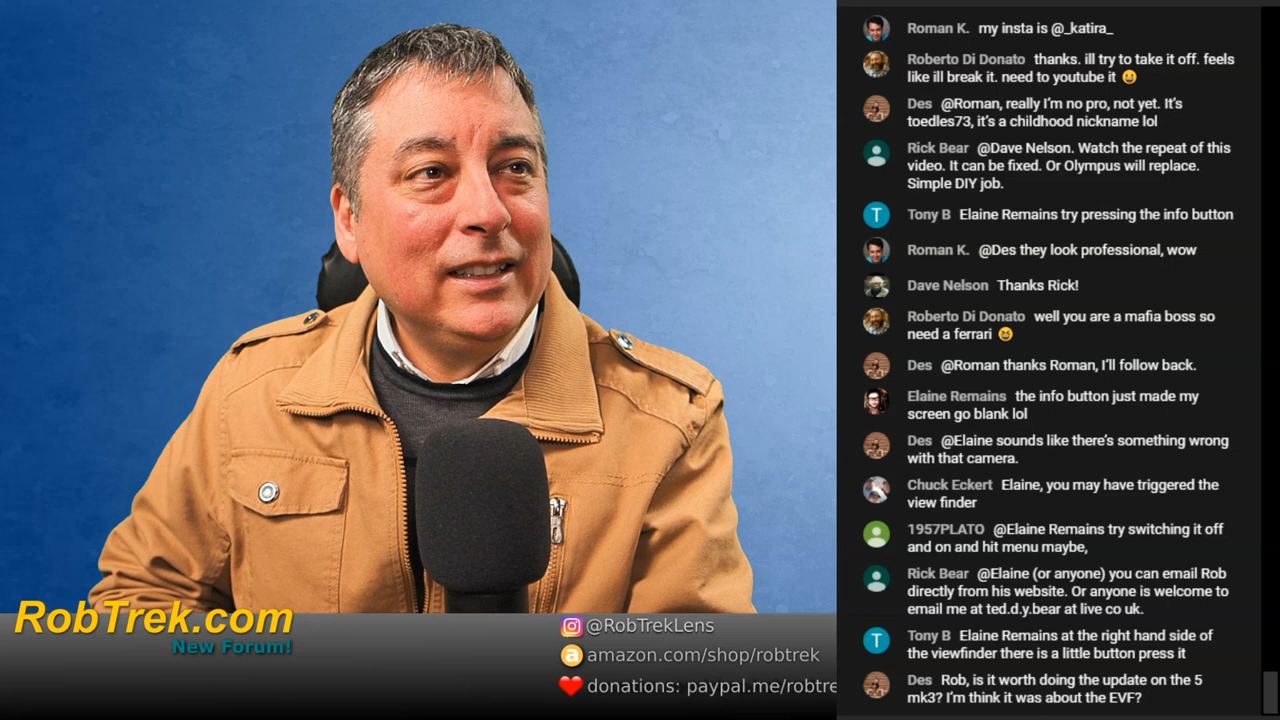 RobTrek.com
New Forum!
@RobTrekLens
amazon.com/shop/robtrek
donations: paypal.me/robtre
Roman K. my insta is @_katira_
Roberto Di Donato thanks. ill try to take it off. feels
like ill break it. need to youtube it 😀
Des @Roman, really I'm no pro, not yet. It's
toedles73, it's a childhood nickname lol
Rick Bear @Dave Nelson. Watch the repeat of this
video. It can be fixed. Or Olympus will replace.
Simple DIY job.
T Tony B Elaine Remains try pressing the info button
Roman K. @Des they look professional, wow
Dave Nelson Thanks Rick!
Roberto Di Donato well you are a mafia boss so
need a ferrari 😆
Des @Roman thanks Roman, I'll follow back.
Elaine Remains the info button just made my
screen go blank lol
Des @Elaine sounds like there's something wrong
with that camera.
Chuck Eckert Elaine, you may have triggered the
view finder
1957PLATO @Elaine Remains try switching it off
and on and hit menu maybe,
Rick Bear @Elaine (or anyone) you can email Rob
directly from his website. Or anyone is welcome to
email me at ted.d.y.bear at live co uk.
T Tony B Elaine Remains at the right hand side of
the viewfinder there is a little button press it
Des Rob, is it worth doing the update on the 5
mk3? I'm think it was about the EVF?